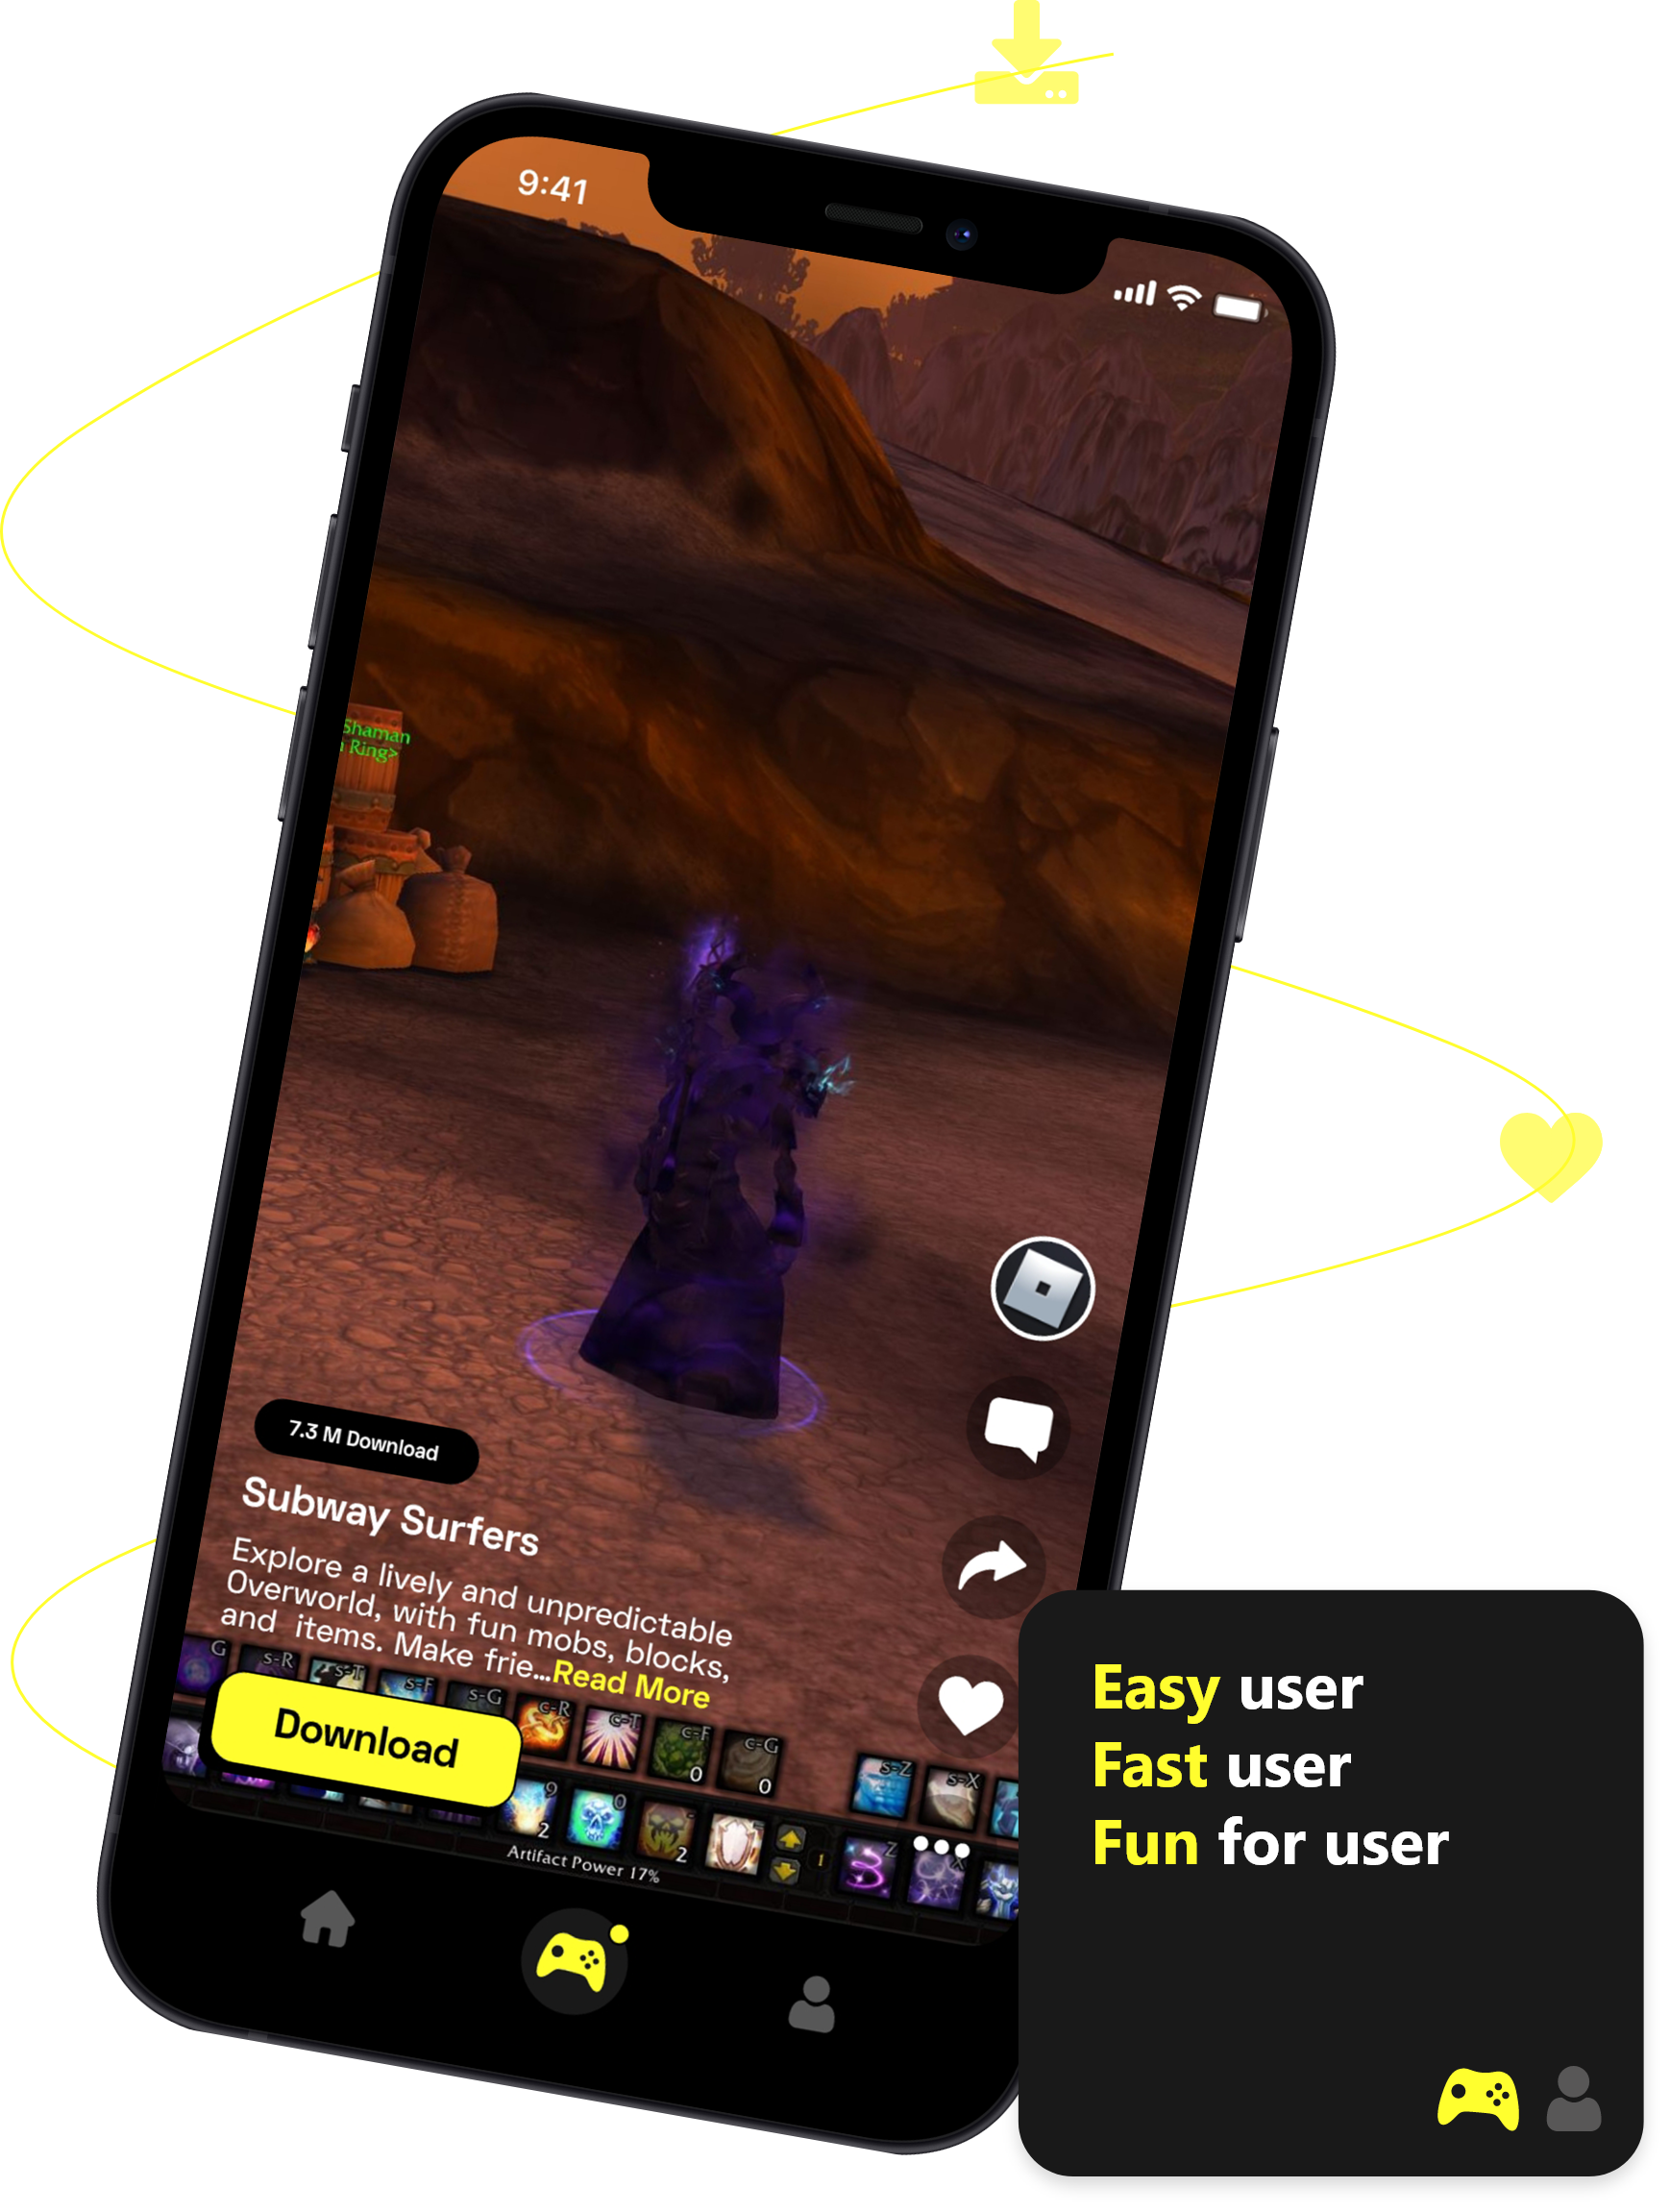 9:41
Shaman
Ring>
7.3 M Download
Subway Surfers
Explore a lively and unpredictable
Overworld, with fun mobs, blocks,
and items. Make frie...Read More
G s-R s-T s-F s-G c-R c-T c-F c-G s-Z s-X
0 0
Download
9 0 Z X
2 2 1
Artifact Power 17%
Easy user
Fast user
Fun for user